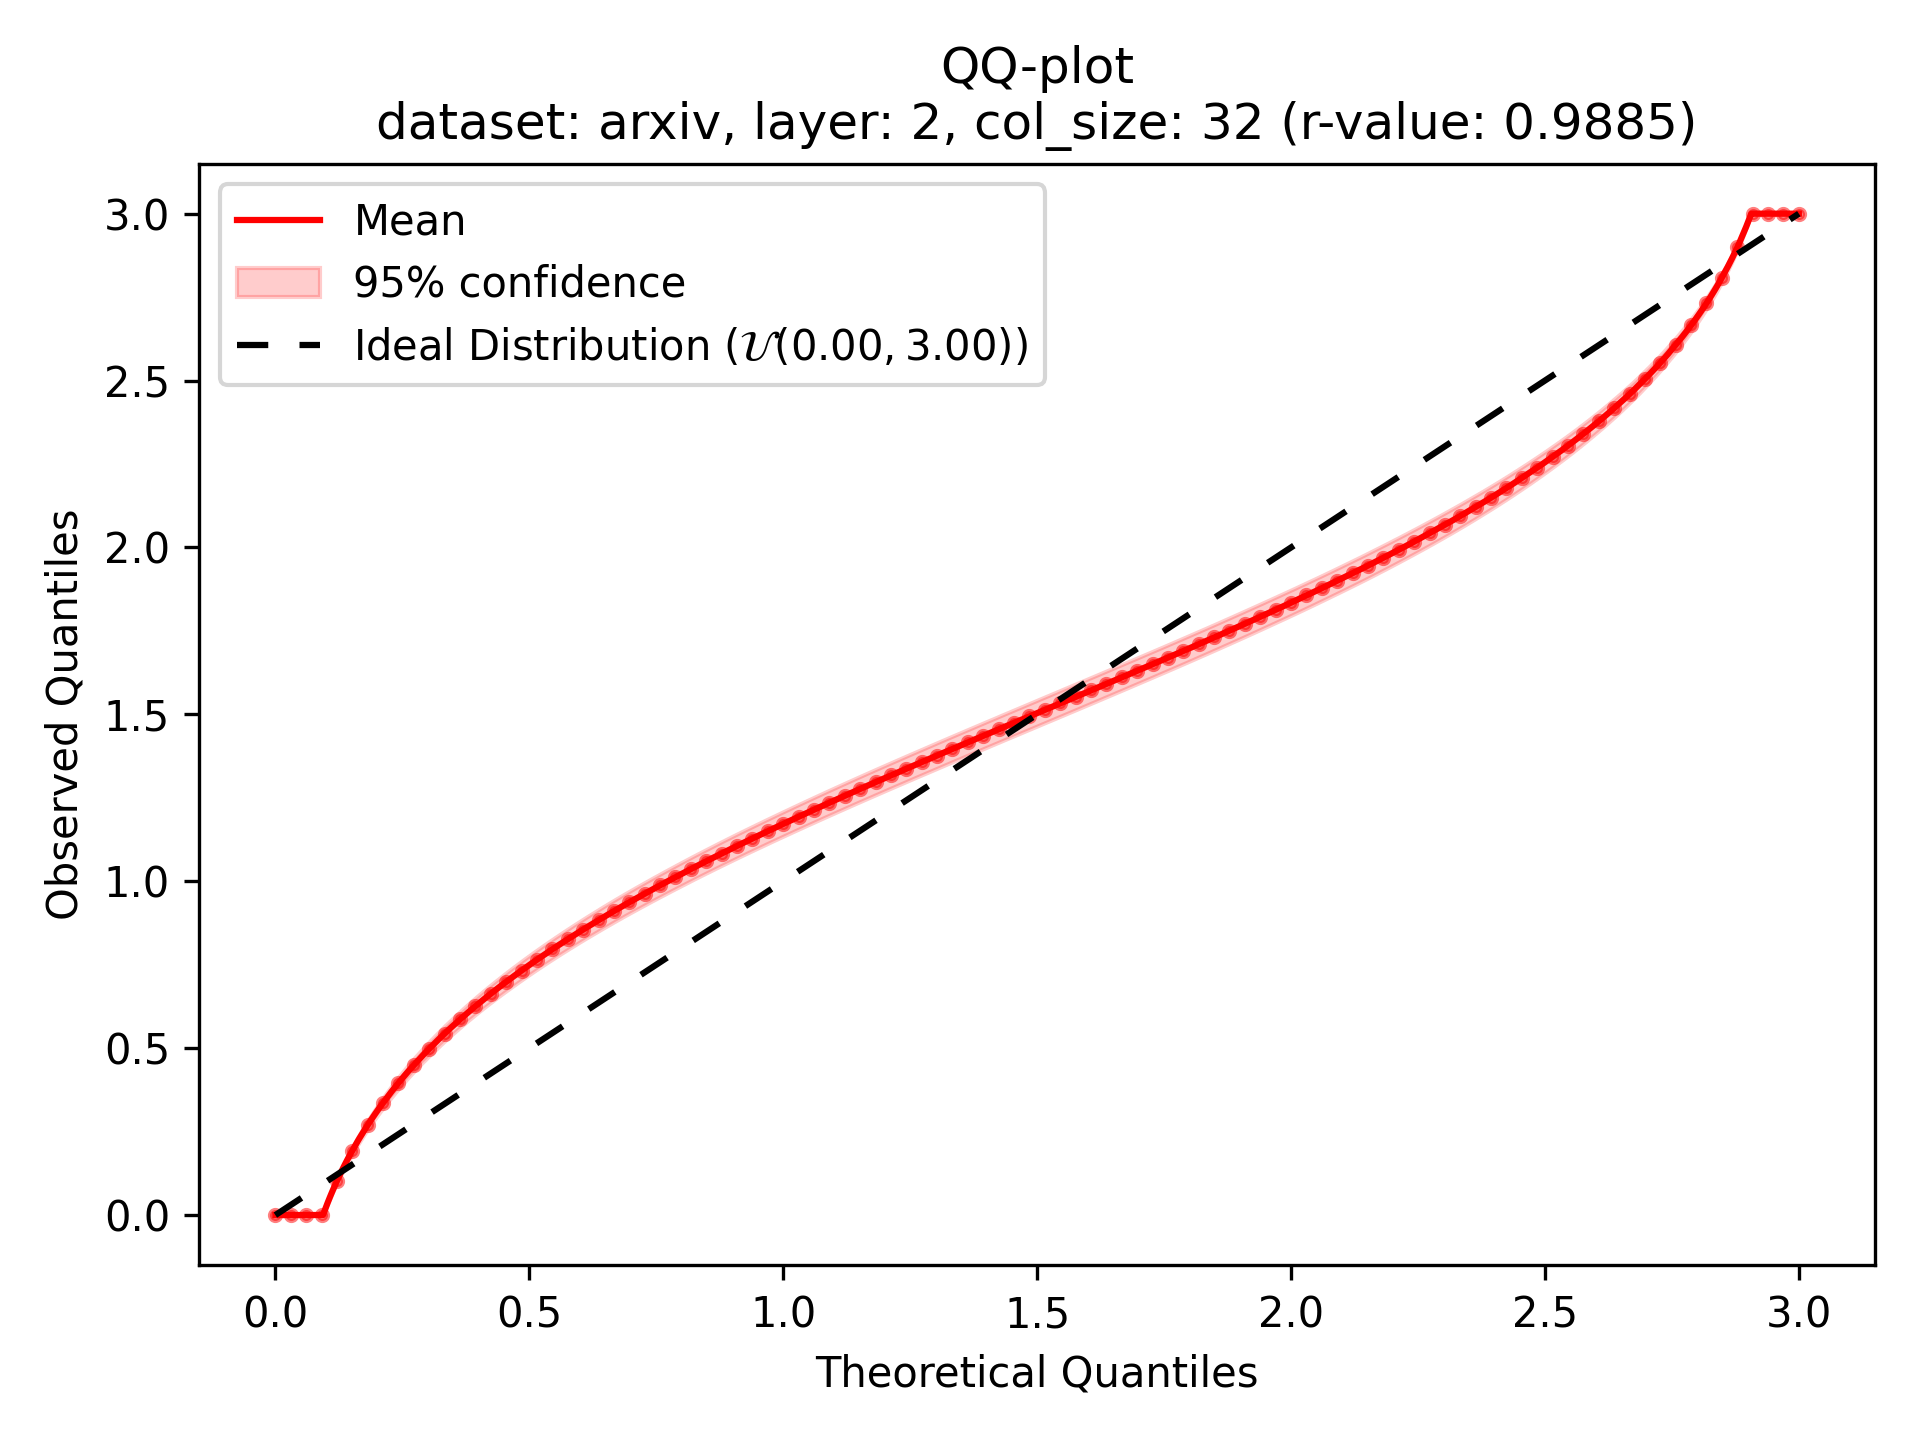 QQ-plot
dataset: arxiv, layer: 2, col_size: 32 (r-value: 0.9885)
Mean
95% confidence
Ideal Distribution (𝒰(0.00, 3.00))
3.0
2.5
2.0
1.5
1.0
0.5
0.0
Observed Quantiles
0.0 0.5 1.0 1.5 2.0 2.5 3.0
Theoretical Quantiles